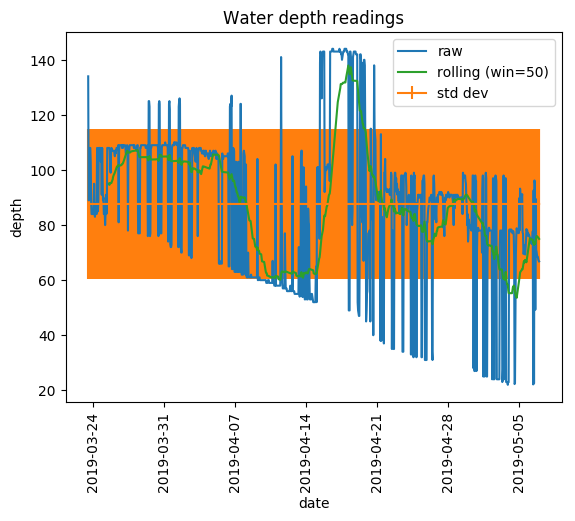 Water depth readings
raw
rolling (win=50)
std dev
depth
140
120
100
80
60
40
20
2019-03-24
2019-03-31
2019-04-07
2019-04-14
2019-04-21
2019-04-28
2019-05-05
date